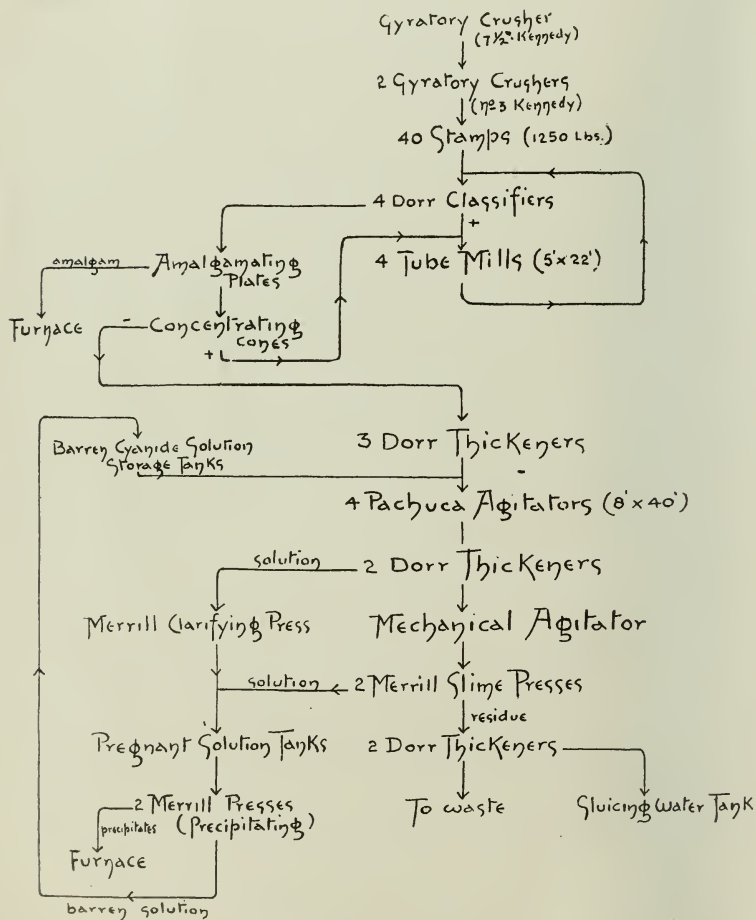 Gyratory Crusher
(7½" Kennedy)
2 Gyratory Crushers
(nº 3 Kennedy)
40 Stamps (1250 Lbs.)
4 Dorr Classifiers
+
4 Tube Mills (5'x22')
amalgam
Amalgamating
Plates
Furnace
- Concentrating
cones
+
3 Dorr Thickeners
Barren Cyanide Solution
Storage Tanks
-
4 Pachuca Agitators (8'x40')
solution
2 Dorr Thickeners
Merrill Clarifying Press
Mechanical Agitator
solution
2 Merrill Slime Presses
residue
Pregnant Solution Tanks
2 Dorr Thickeners
2 Merrill Presses
(Precipitating)
precipitates
To waste
Sluicing Water Tank
Furnace
barren solution